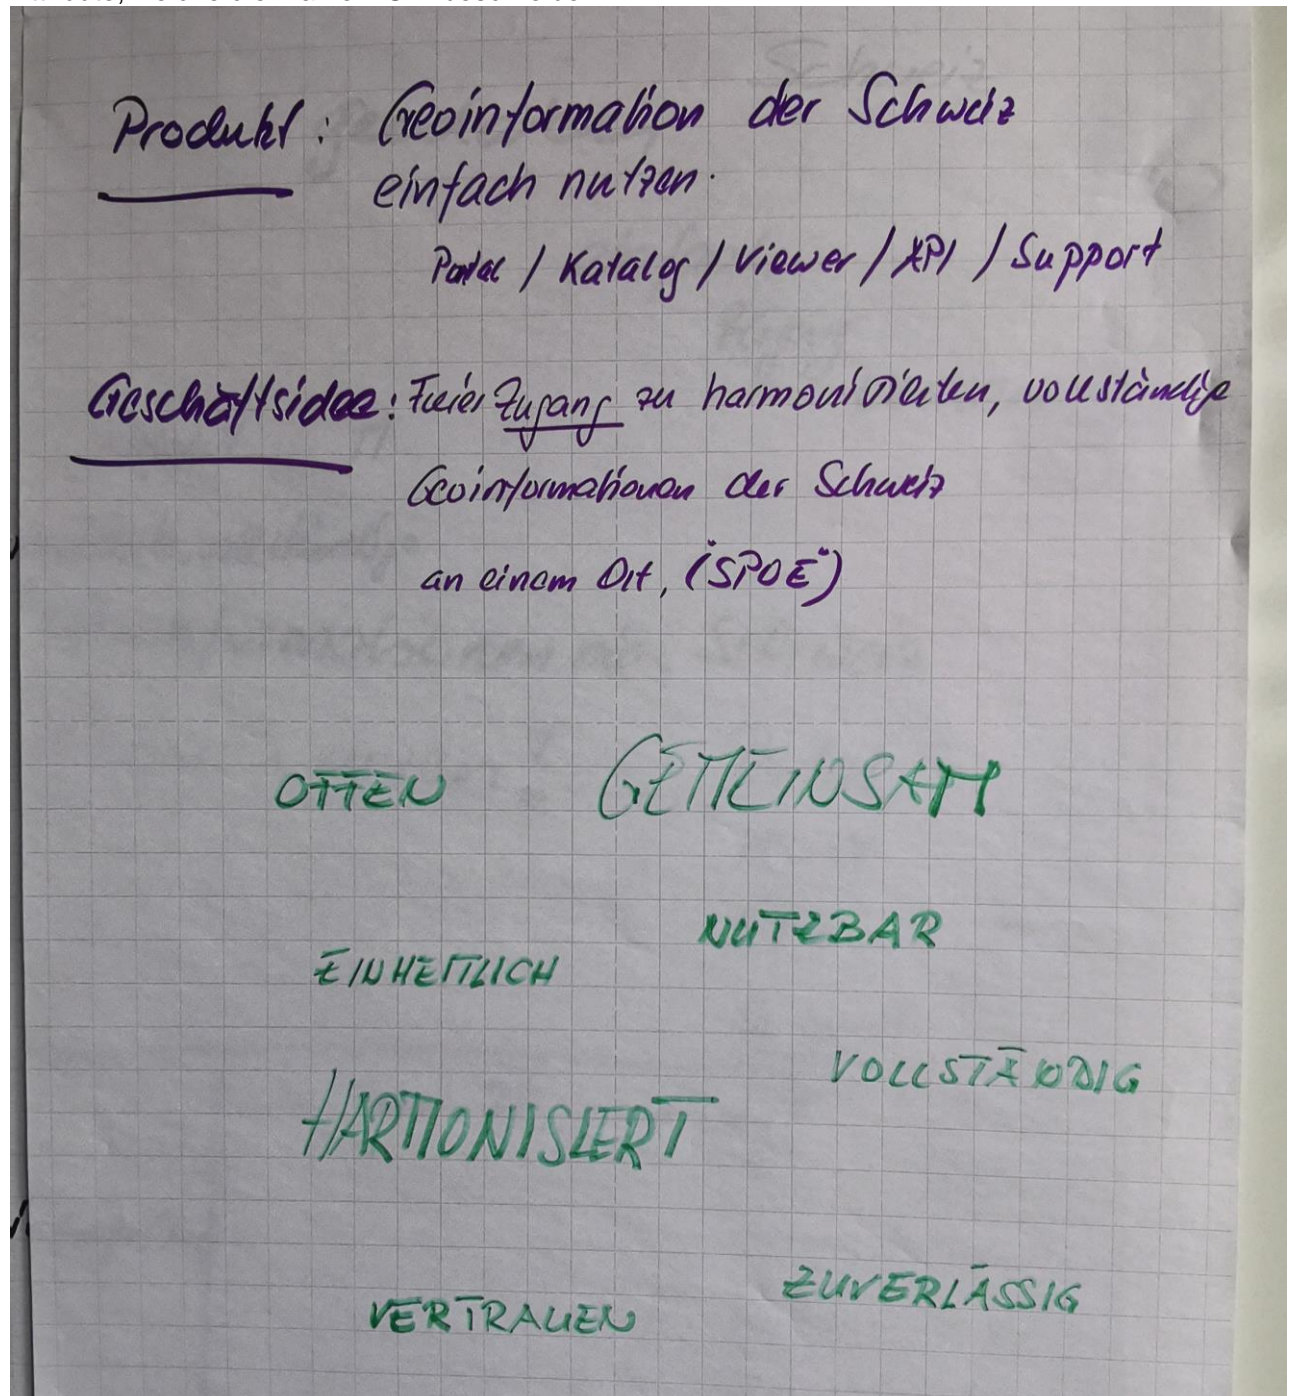 Produkt: Geoinformation der Schweiz
einfach nutzen.
Portal / Katalog / Viewer / API / Support
Geschäftsidee: Freier Zugang zu harmonisierten, vollständige
Geoinformationen der Schweiz
an einem Ort, ("SPOE")
OFFEN GEMEINSAM
NUTZBAR
EINHEITLICH
VOLLSTÄNDIG
HARMONISIERT
ZUVERLÄSSIG
VERTRAUEN